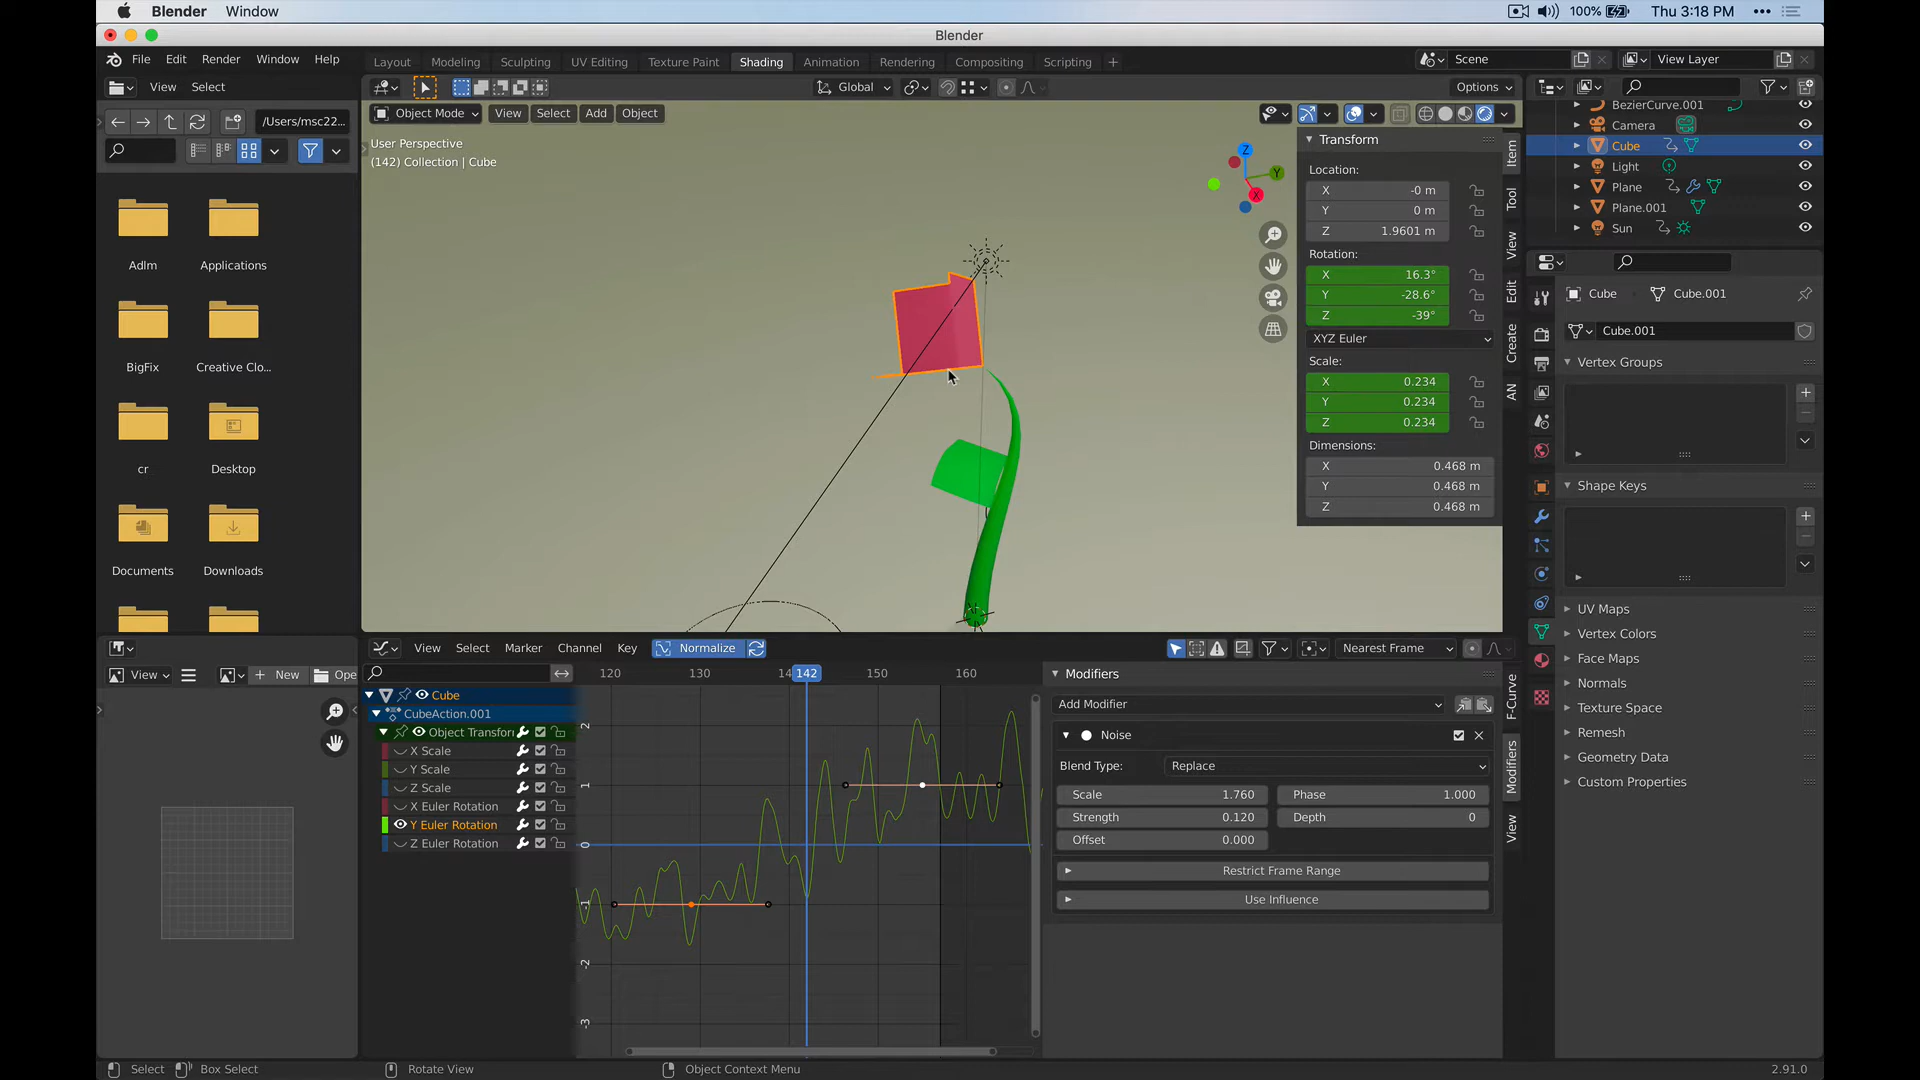 Blender Window 100% Thu 3:18 PM
Blender
File Edit Render Window Help Layout Modeling Sculpting UV Editing Texture Paint Shading Animation Rendering Compositing Scripting + Scene View Layer
View Select Global Options
/Users/msc22... Object Mode View Select Add Object
User Perspective
(142) Collection | Cube
Adlm Applications
BigFix Creative Clo...
cr Desktop
Documents Downloads
Z Y X
Transform
Location:
X -0 m
Y 0 m
Z 1.9601 m
Rotation:
X 16.3°
Y -28.6°
Z -39°
XYZ Euler
Scale:
X 0.234
Y 0.234
Z 0.234
Dimensions:
X 0.468 m
Y 0.468 m
Z 0.468 m
Item
Tool
View
Edit
Create
AN
BezierCurve.001
Camera
Cube
Light
Plane
Plane.001
Sun
Cube Cube.001
Cube.001
Vertex Groups
Shape Keys
UV Maps
Vertex Colors
Face Maps
Normals
Texture Space
Remesh
Geometry Data
Custom Properties
View New Ope
View Select Marker Channel Key Normalize Nearest Frame
120 130 14 142 150 160
Cube
CubeAction.001
Object Transfor
X Scale
Y Scale
Z Scale
X Euler Rotation
Y Euler Rotation
Z Euler Rotation
2
1
0
-1
-2
-3
Modifiers
Add Modifier
Noise
Blend Type: Replace
Scale 1.760 Phase 1.000
Strength 0.120 Depth 0
Offset 0.000
Restrict Frame Range
Use Influence
F-Curve
Modifiers
View
Select Box Select Rotate View Object Context Menu 2.91.0